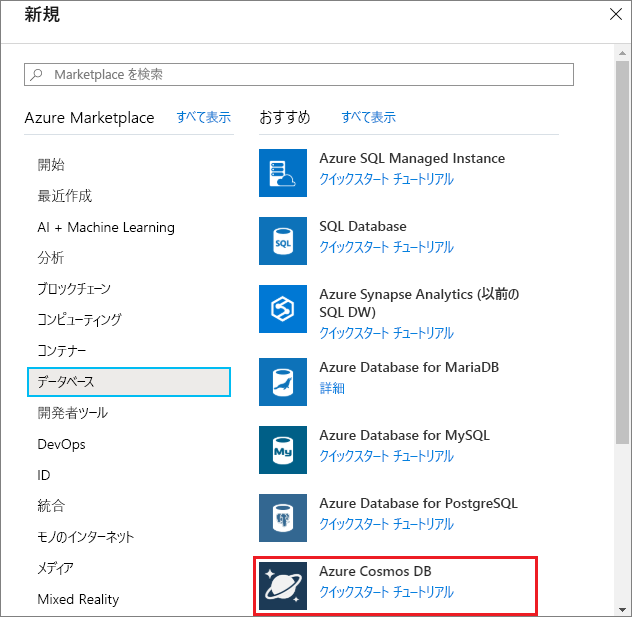 新規
Marketplace を検索
Azure Marketplace すべて表示
開始
最近作成
AI + Machine Learning
分析
ブロックチェーン
コンピューティング
コンテナー
データベース
開発者ツール
DevOps
ID
統合
モノのインターネット
メディア
Mixed Reality
おすすめ すべて表示
Azure SQL Managed Instance
クイックスタート チュートリアル
SQL
SQL Database
クイックスタート チュートリアル
Azure Synapse Analytics (以前の
SQL DW)
クイックスタート チュートリアル
Azure Database for MariaDB
詳細
My
Azure Database for MySQL
クイックスタート チュートリアル
Azure Database for PostgreSQL
クイックスタート チュートリアル
Azure Cosmos DB
クイックスタート チュートリアル